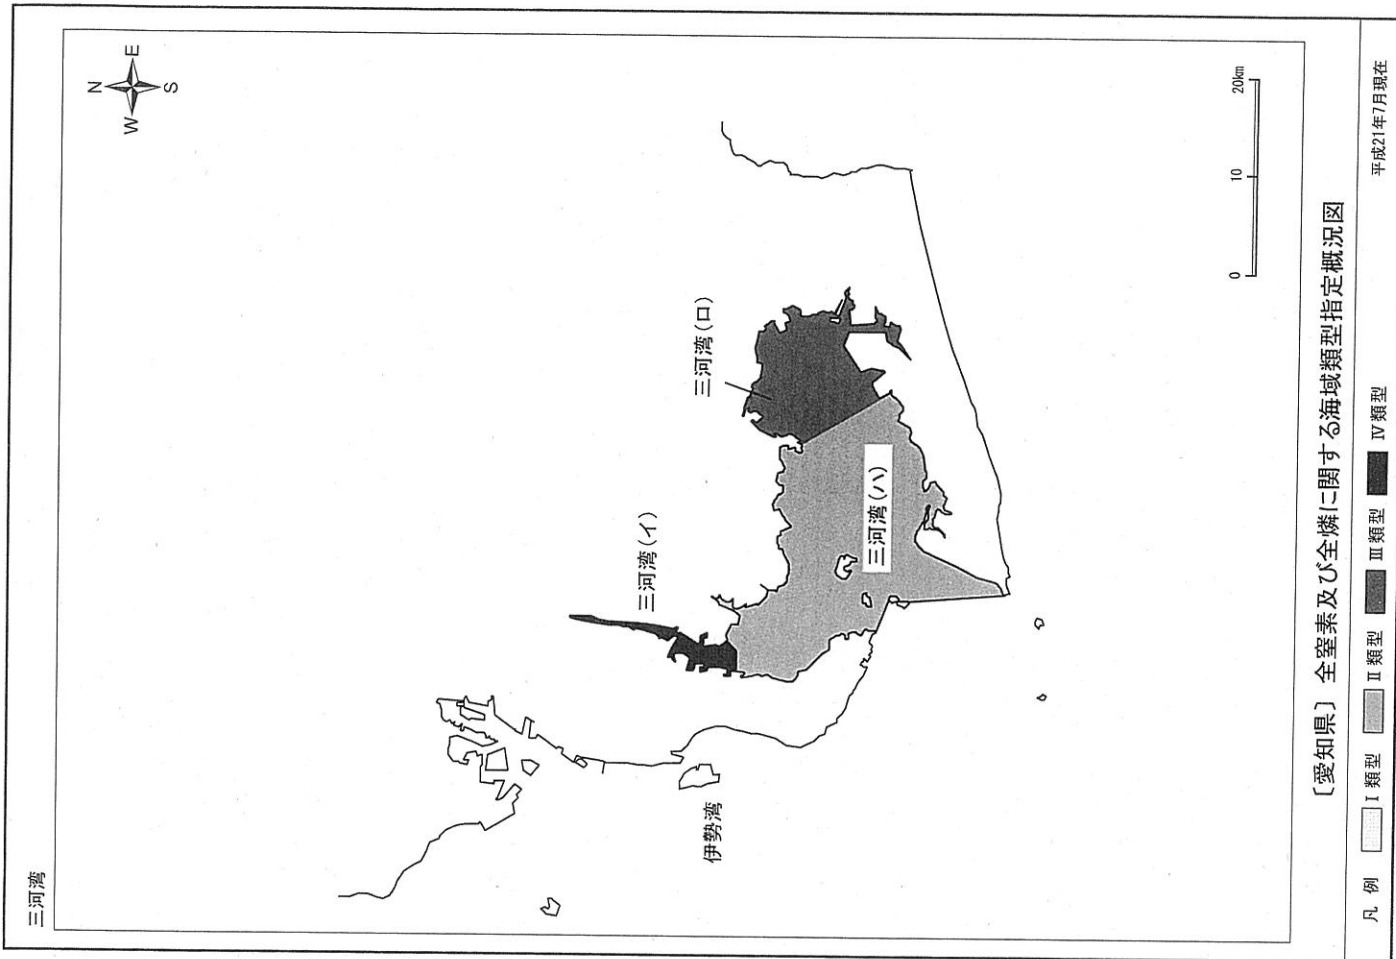 三河湾
N
W E
S
三河湾(イ)
三河湾(ロ)
三河湾(ハ)
伊勢湾
0 10 20km
〔愛知県〕 全窒素及び全燐に関する海域類型指定概況図
凡 例 Ⅰ類型 Ⅱ類型 Ⅲ類型 Ⅳ類型 平成21年7月現在